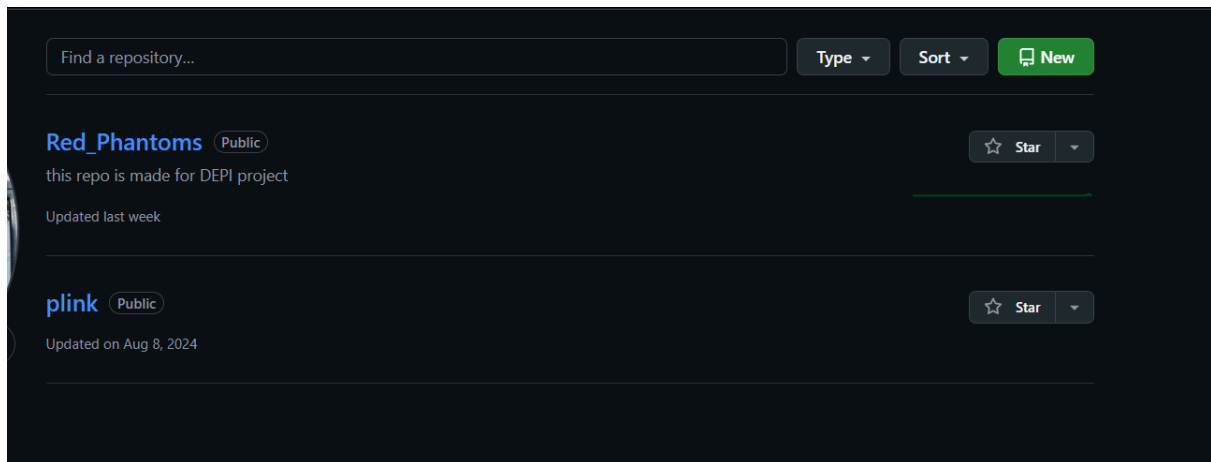 Find a repository... Type Sort New
Red_Phantoms Public Star
this repo is made for DEPI project
Updated last week
plink Public Star
Updated on Aug 8, 2024